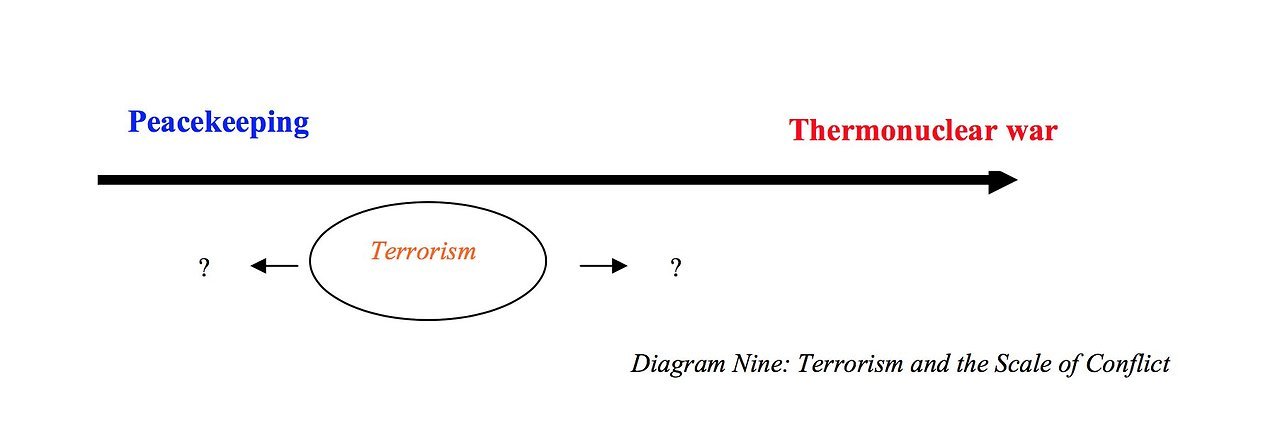 Peacekeeping
Thermonuclear war
Terrorism
? ?
Diagram Nine: Terrorism and the Scale of Conflict